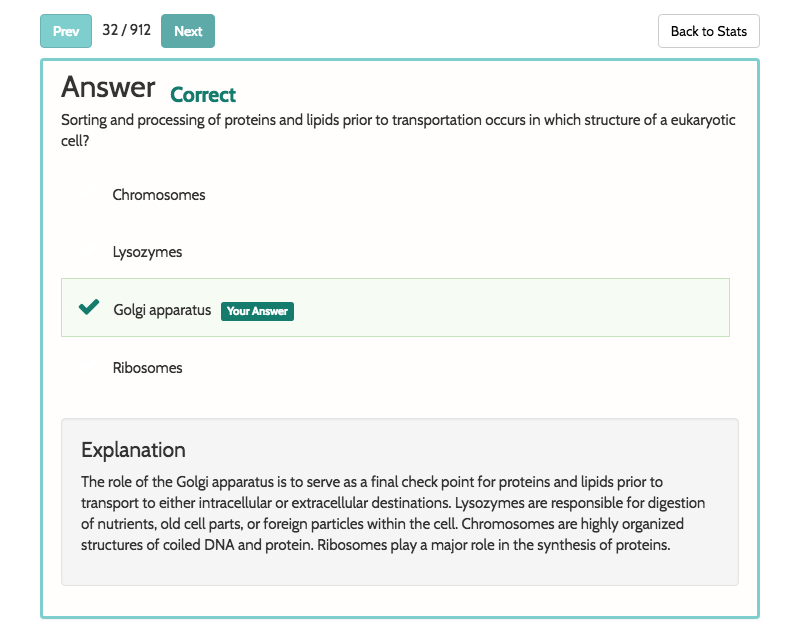 Prev 32 / 912 Next Back to Stats
Answer Correct
Sorting and processing of proteins and lipids prior to transportation occurs in which structure of a eukaryotic
cell?
Chromosomes
Lysozymes
Golgi apparatus Your Answer
Ribosomes
Explanation
The role of the Golgi apparatus is to serve as a final check point for proteins and lipids prior to
transport to either intracellular or extracellular destinations. Lysozymes are responsible for digestion
of nutrients, old cell parts, or foreign particles within the cell. Chromosomes are highly organized
structures of coiled DNA and protein. Ribosomes play a major role in the synthesis of proteins.